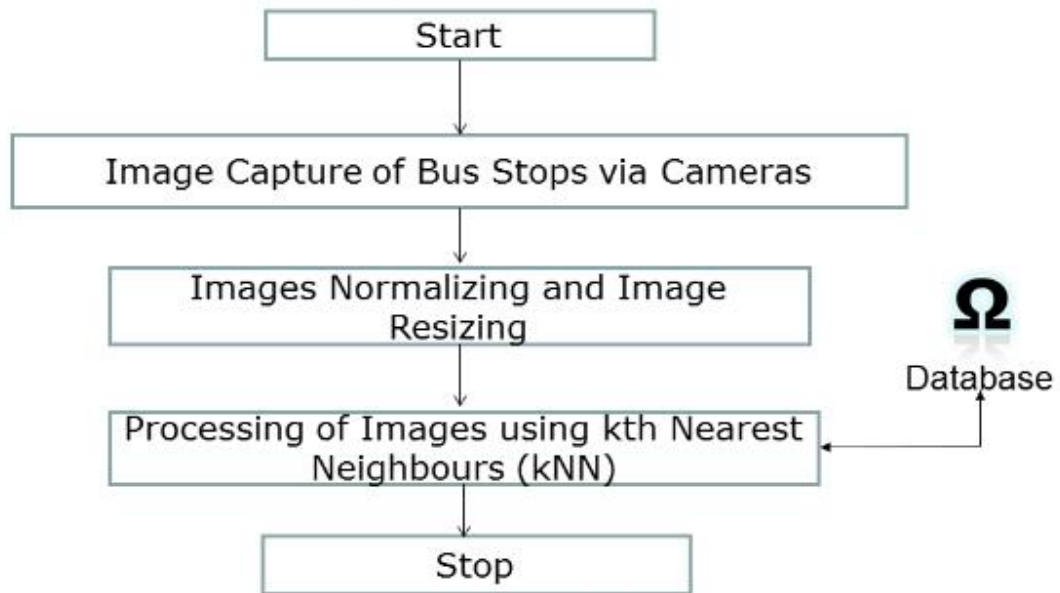 Start
Image Capture of Bus Stops via Cameras
Images Normalizing and Image
Resizing
Ω
Database
Processing of Images using kth Nearest
Neighbours (kNN)
Stop